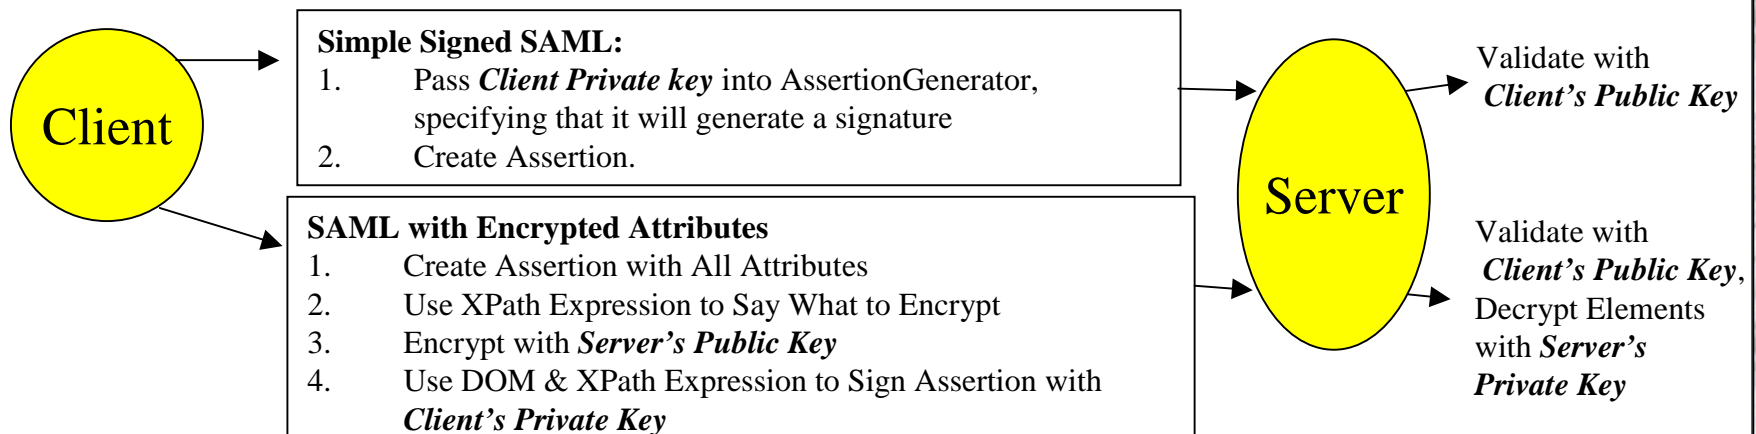 Client
Simple Signed SAML:
1. Pass Client Private key into AssertionGenerator,
specifying that it will generate a signature
2. Create Assertion.
SAML with Encrypted Attributes
1. Create Assertion with All Attributes
2. Use XPath Expression to Say What to Encrypt
3. Encrypt with Server's Public Key
4. Use DOM & XPath Expression to Sign Assertion with
Client's Private Key
Server
Validate with
Client’s Public Key
Validate with
Client’s Public Key,
Decrypt Elements
with Server’s
Private Key